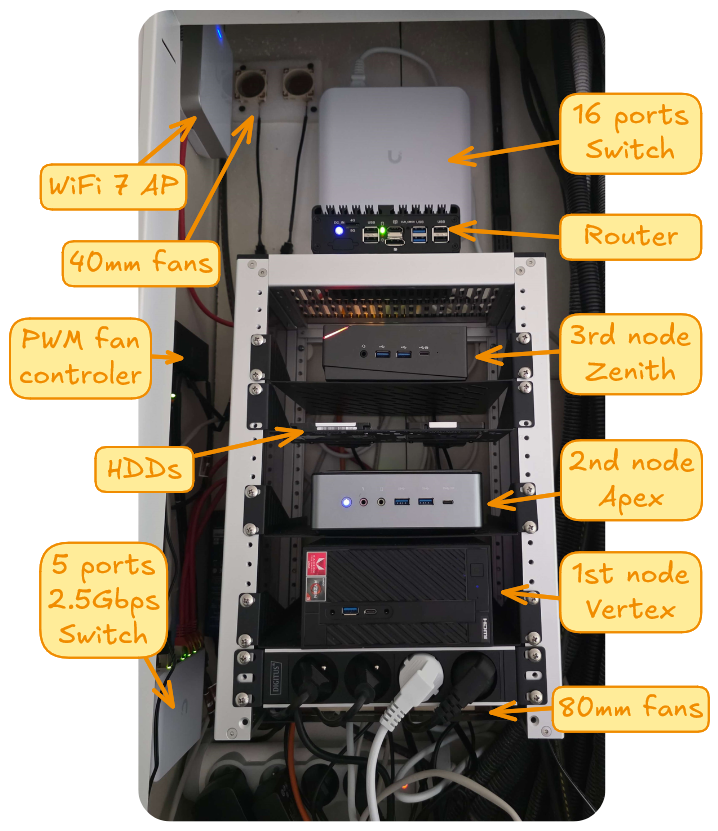 16 ports
Switch
WiFi 7 AP
Router
40mm fans
PWM fan
controler
3rd node
Zenith
HDDs
2nd node
Apex
5 ports
2.5Gbps
Switch
1st node
Vertex
HDMI
DIGITUS
80mm fans